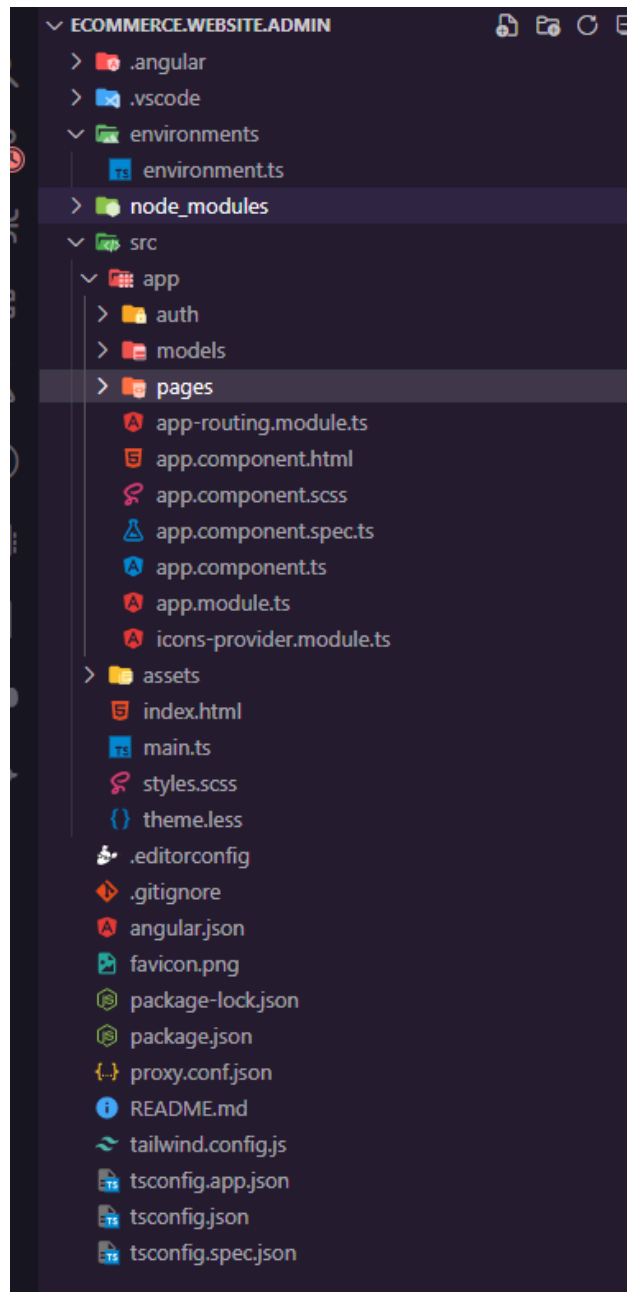 ECOMMERCE.WEBSITE.ADMIN
.angular
.vscode
environments
environment.ts
node_modules
src
app
auth
models
pages
app-routing.module.ts
app.component.html
app.component.scss
app.component.spec.ts
app.component.ts
app.module.ts
icons-provider.module.ts
assets
index.html
main.ts
styles.scss
theme.less
.editorconfig
.gitignore
angular.json
favicon.png
package-lock.json
package.json
proxy.conf.json
README.md
tailwind.config.js
tsconfig.app.json
tsconfig.json
tsconfig.spec.json